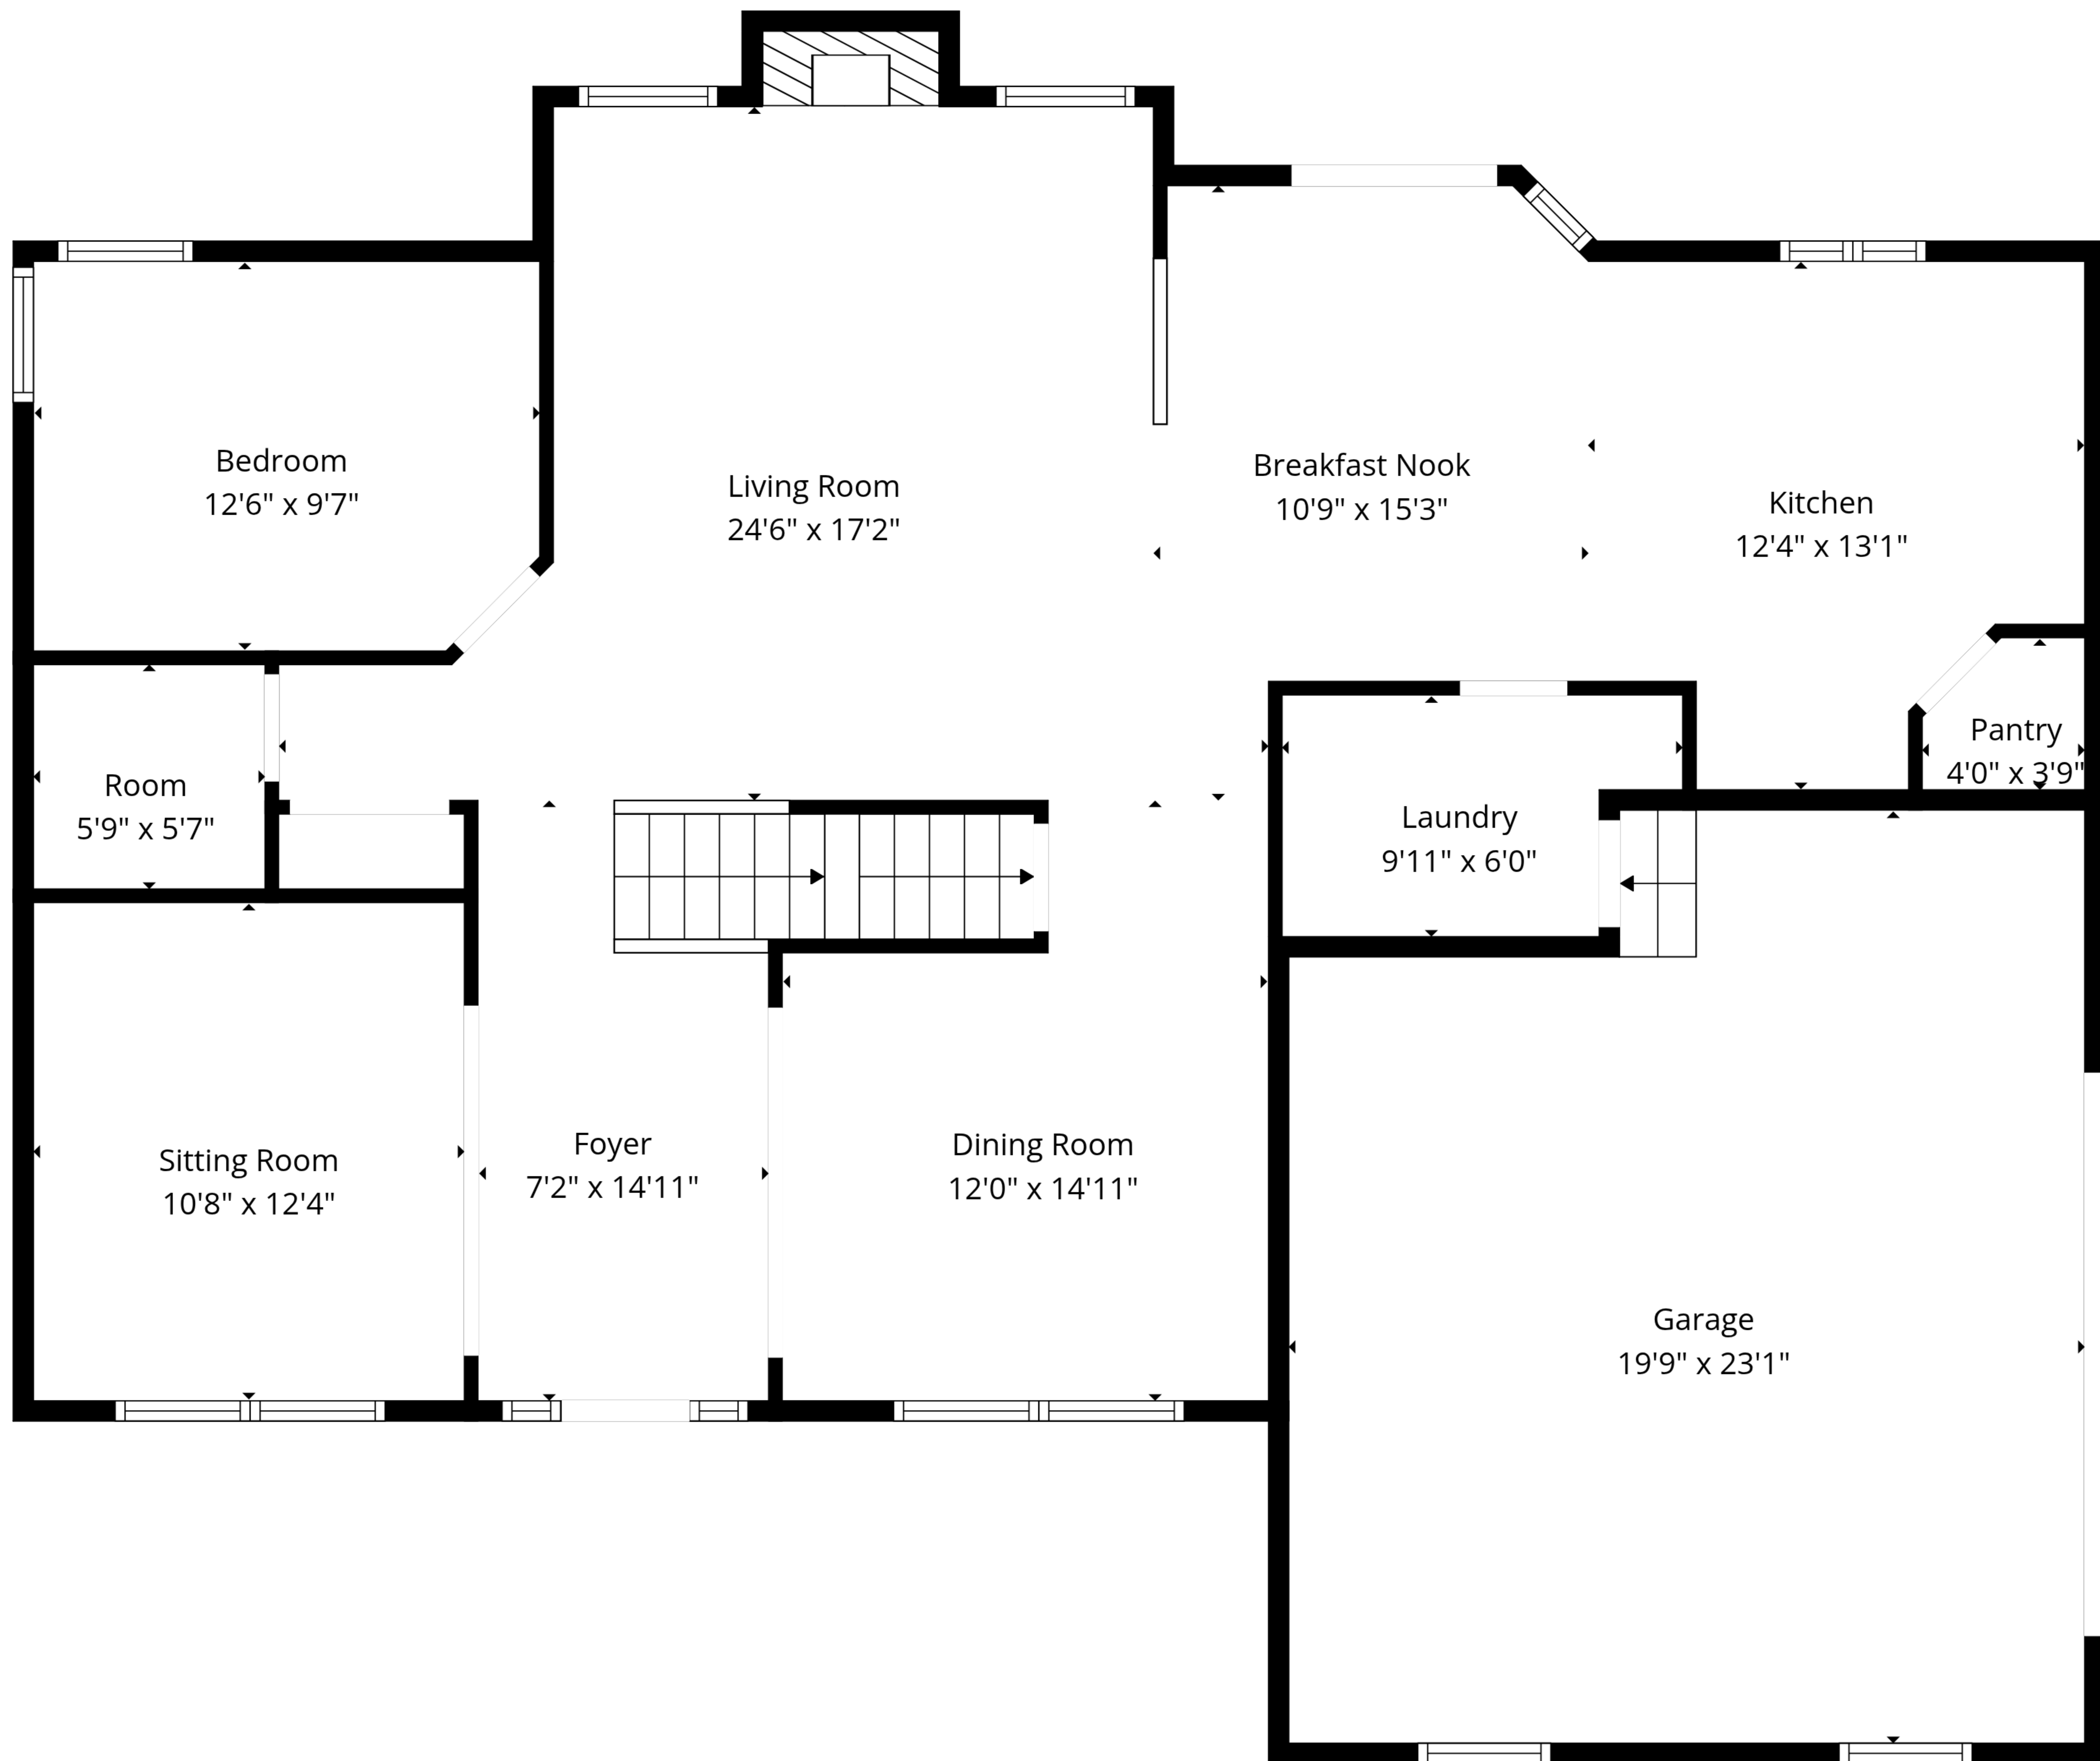 Bedroom
12'6" x 9'7"
Living Room
24'6" x 17'2"
Breakfast Nook
10'9" x 15'3"
Kitchen
12'4" x 13'1"
Pantry
4'0" x 3'9"
Room
5'9" x 5'7"
Laundry
9'11" x 6'0"
Sitting Room
10'8" x 12'4"
Foyer
7'2" x 14'11"
Dining Room
12'0" x 14'11"
Garage
19'9" x 23'1"